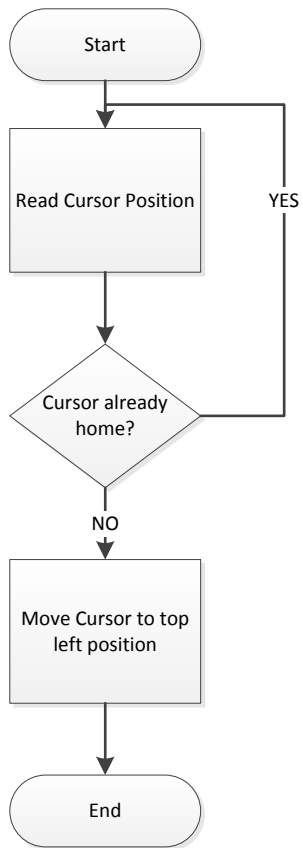 Start
Read Cursor Position
YES
Cursor already
home?
NO
Move Cursor to top
left position
End